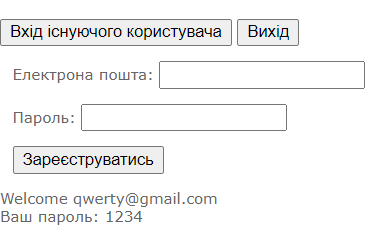 Вхід існуючого користувача Вихід
Електрона пошта:
Пароль:
Зареєструватись
Welcome qwerty@gmail.com
Ваш пароль: 1234